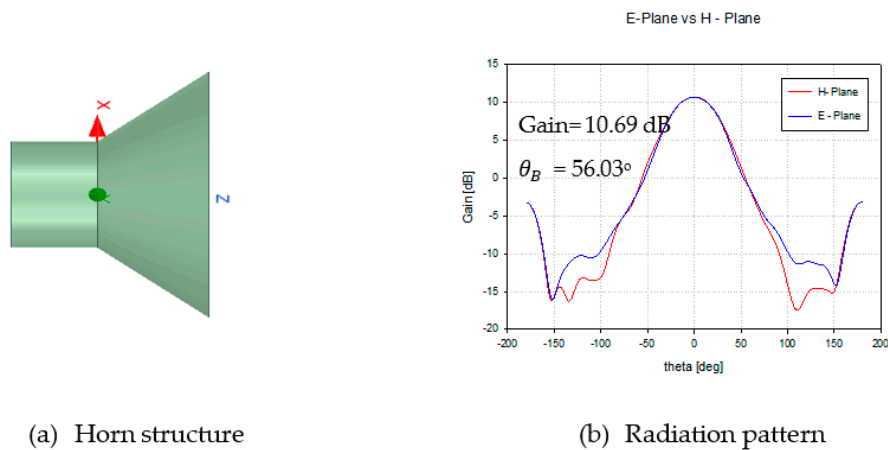 X
Z
E-Plane vs H - Plane
15
10
5
0
-5
-10
-15
-20
-200
-150
-100
-50
0
50
100
150
200
Gain [dB]
theta [deg]
H- Plane
E - Plane
Gain= 10.69 dB
θ_B = 56.03°
(a) Horn structure
(b) Radiation pattern